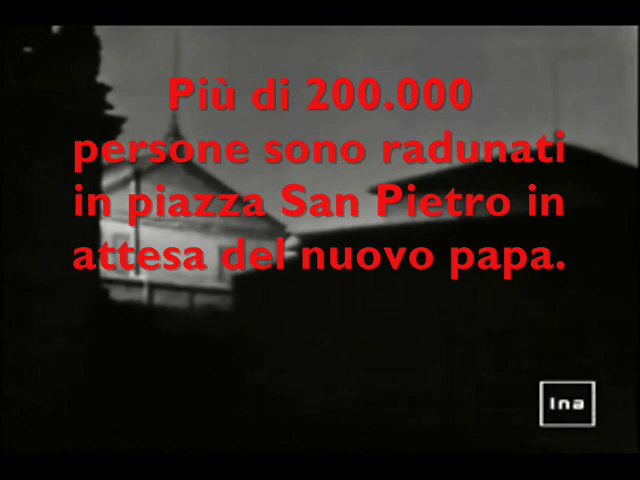 Più di 200.000
persone sono radunati
in piazza San Pietro in
attesa del nuovo papa.
Ina